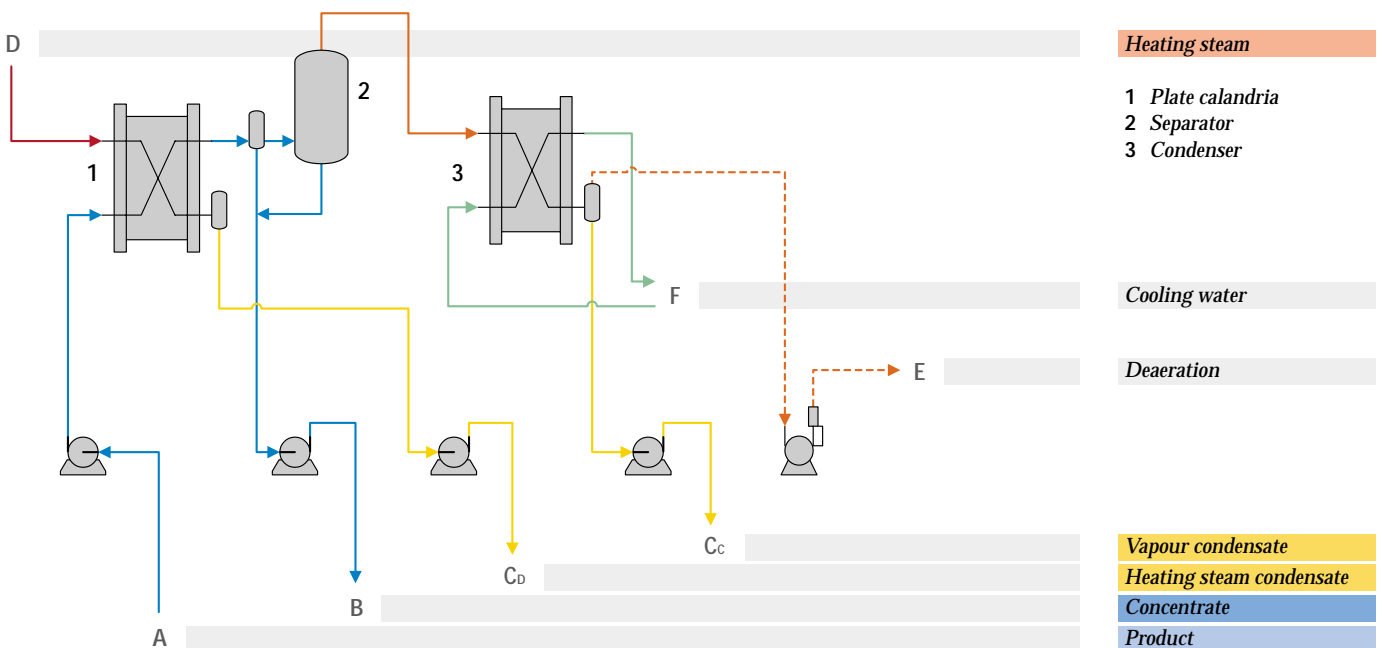 D
Heating steam
1 Plate calandria
2 Separator
3 Condenser
2
1
3
F
Cooling water
E
Deaeration
Cc
Vapour condensate
CD
Heating steam condensate
B
Concentrate
A
Product